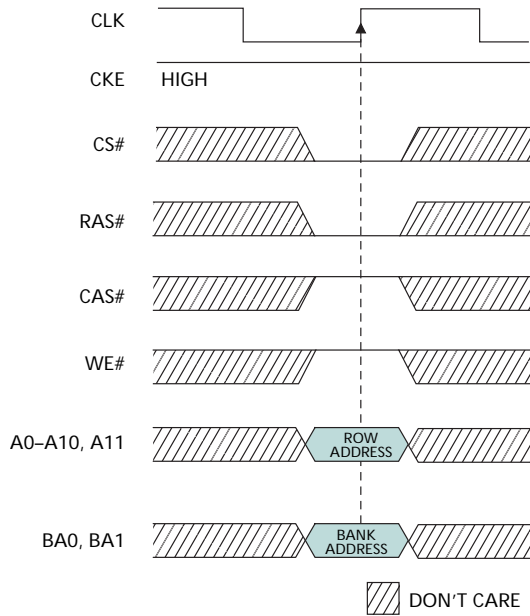 CLK
CKE HIGH
CS#
RAS#
CAS#
WE#
A0–A10, A11
ROW
ADDRESS
BA0, BA1
BANK
ADDRESS
DON'T CARE